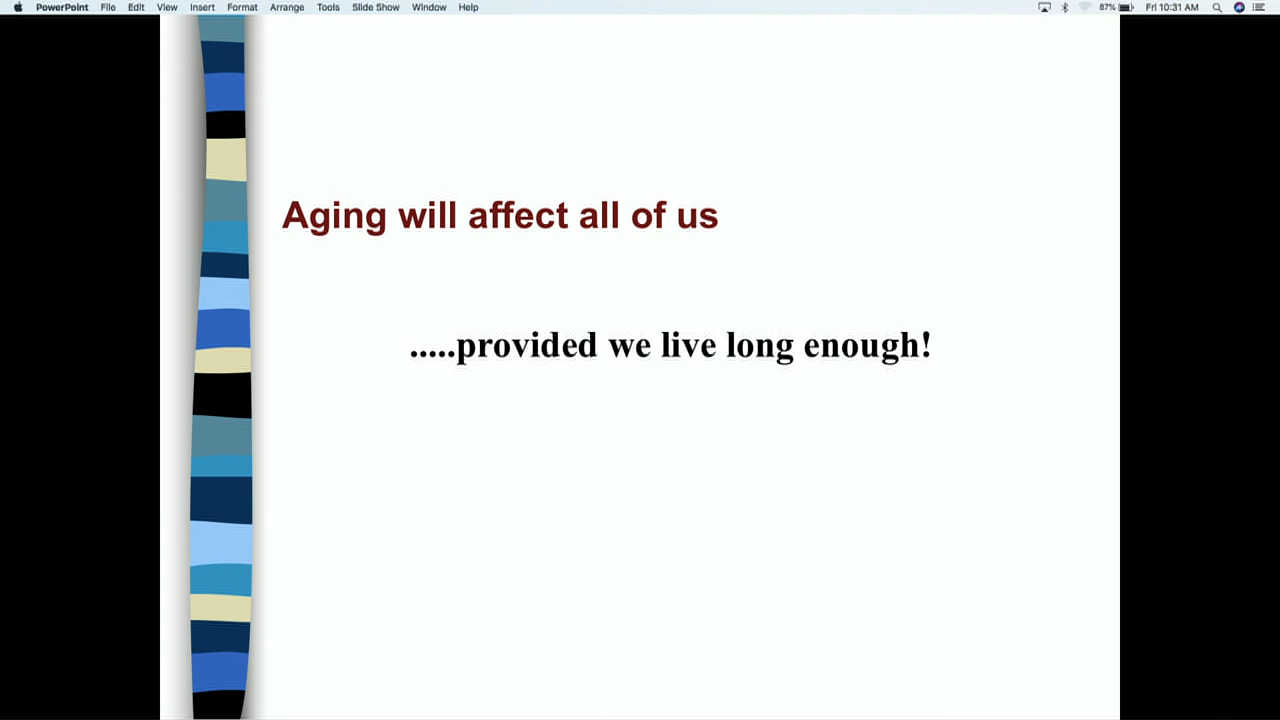 PowerPoint File Edit View Insert Format Arrange Tools Slide Show Window Help 87% Fri 10:31 AM
Aging will affect all of us
.....provided we live long enough!